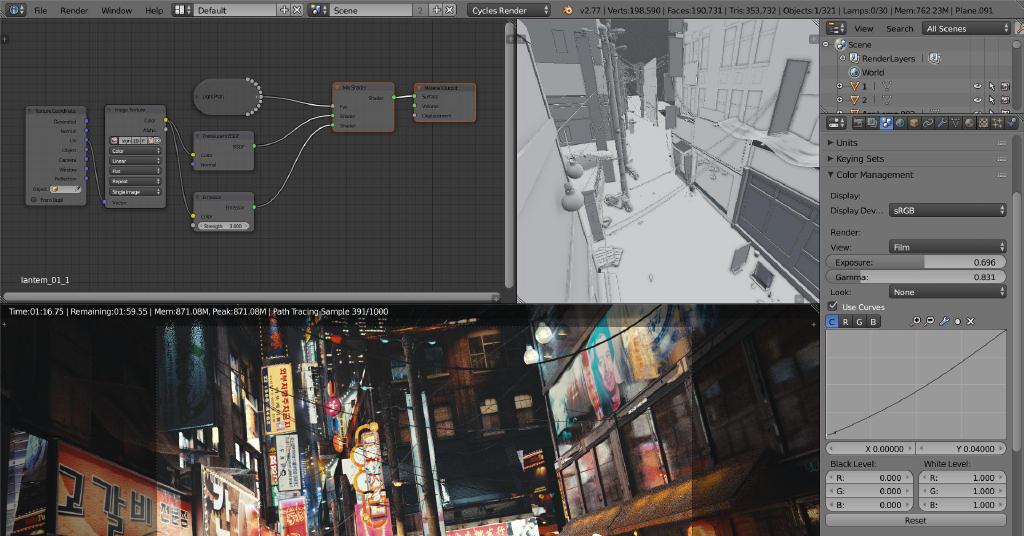 File Render Window Help Default Scene 2 Cycles Render v2.77 | Verts:198,590 | Faces:190,731 | Tris:353,732 | Objects:1/321 | Lamps:0/30 | Mem:762.23M | Plane.091
Texture Coordinate
Generated
Normal
UV
Object
Camera
Window
Reflection
Object:
From Dupli
Image Texture
Color
Alpha
Color
Linear
Flat
Repeat
Single Image
Vector
Light Path
Translucent BSDF
BSDF
Color
Normal
Emission
Emission
Color
Strength 3.000
Mix Shader
Shader
Fac
Shader
Shader
Material Output
Surface
Volume
Displacement
lantern_01_1
View Search All Scenes
Scene
RenderLayers
World
1
2
Units
Keying Sets
Color Management
Display:
Display Dev... sRGB
Render:
View: Film
Exposure: 0.696
Gamma: 0.831
Look: None
Use Curves
C R G B
X 0.00000 Y 0.04000
Black Level: White Level:
R: 0.000 R: 1.000
G: 0.000 G: 1.000
B: 0.000 B: 1.000
Reset
Time:01:16.75 | Remaining:01:59.55 | Mem:871.08M, Peak:871.08M | Path Tracing Sample 391/1000
고갈비
전문점